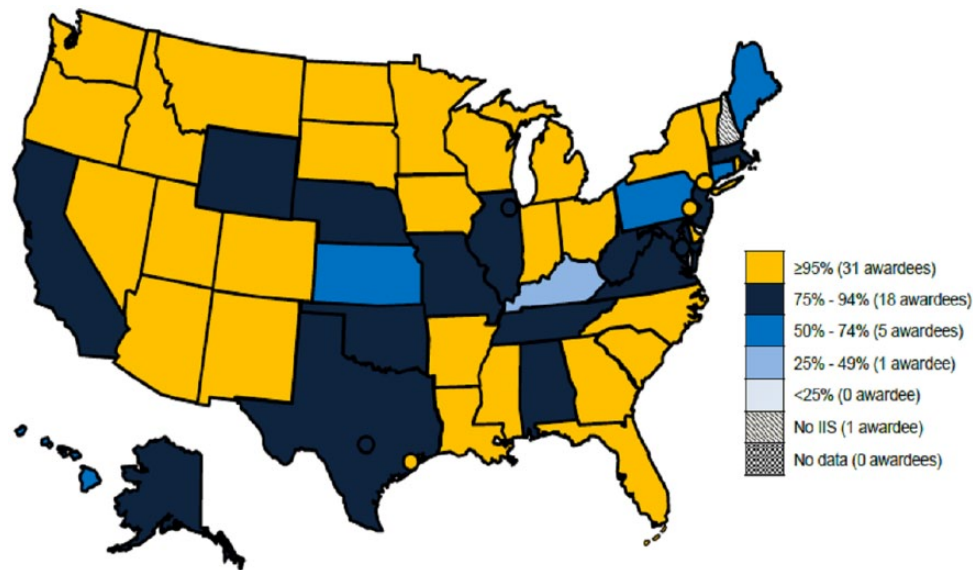 ≥95% (31 awardees)
75% - 94% (18 awardees)
50% - 74% (5 awardees)
25% - 49% (1 awardee)
<25% (0 awardee)
No IIS (1 awardee)
No data (0 awardees)